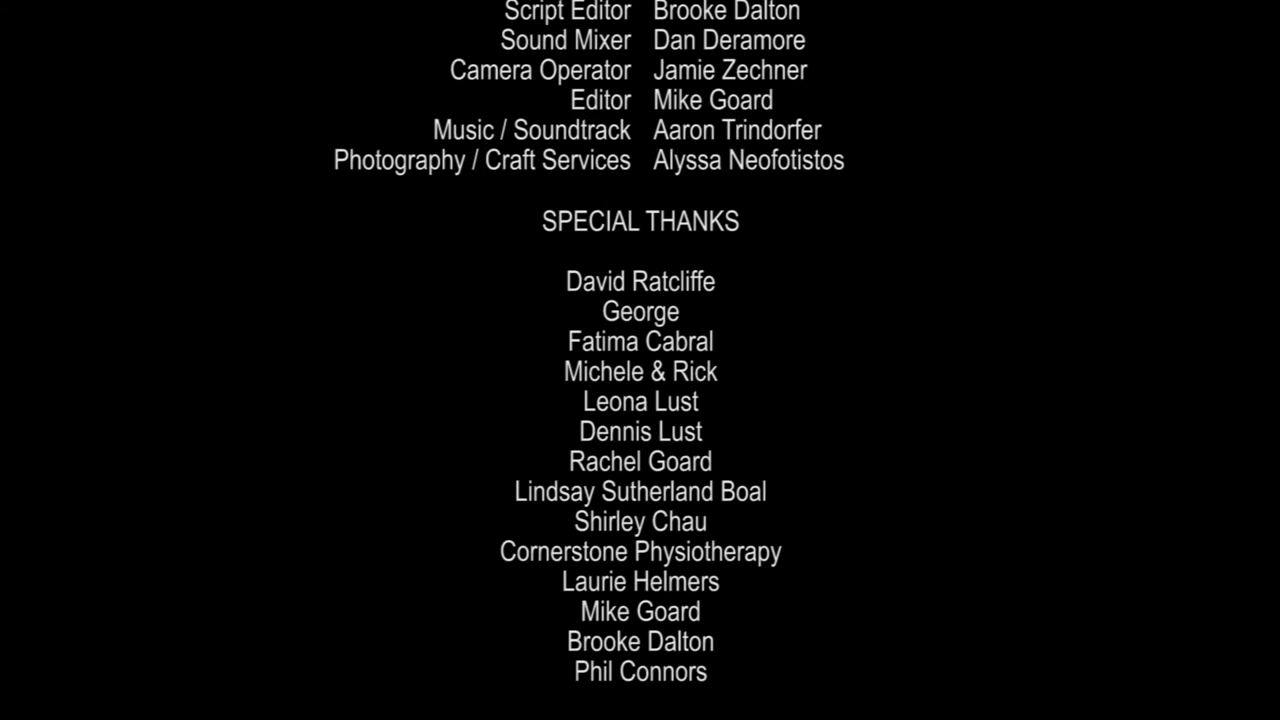 Script Editor Brooke Dalton
Sound Mixer Dan Deramore
Camera Operator Jamie Zechner
Editor Mike Goard
Music / Soundtrack Aaron Trindorfer
Photography / Craft Services Alyssa Neofotistos
SPECIAL THANKS
David Ratcliffe
George
Fatima Cabral
Michele & Rick
Leona Lust
Dennis Lust
Rachel Goard
Lindsay Sutherland Boal
Shirley Chau
Cornerstone Physiotherapy
Laurie Helmers
Mike Goard
Brooke Dalton
Phil Connors